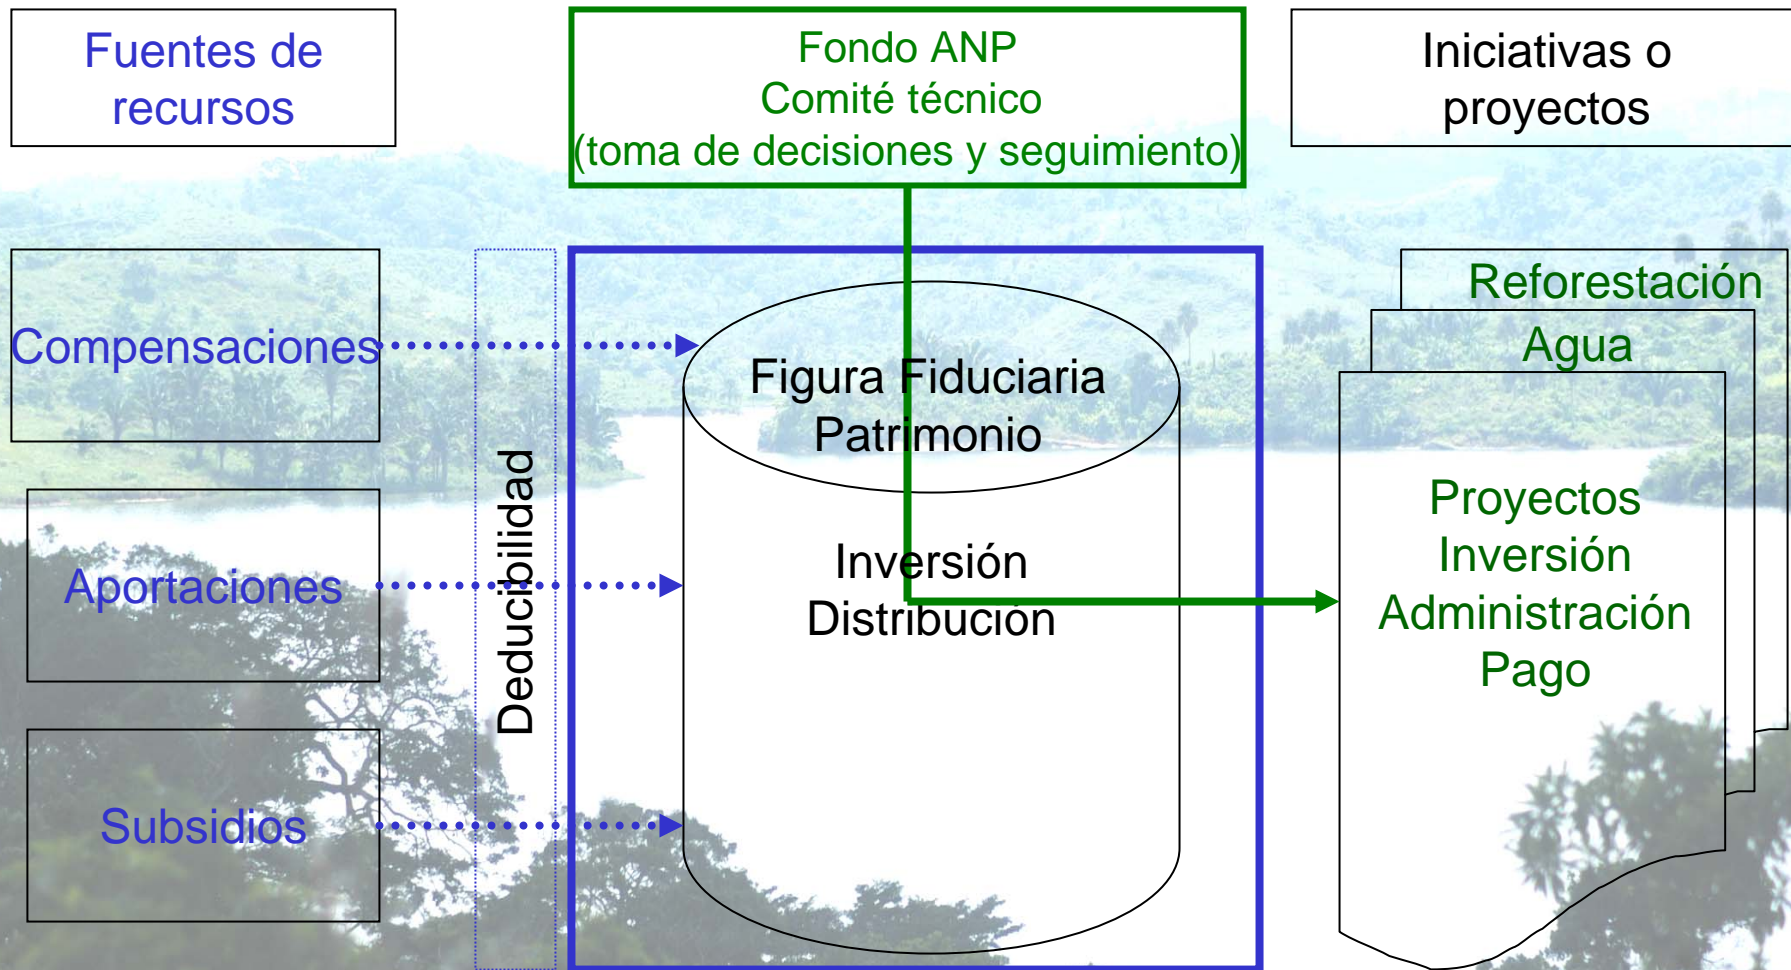 Fuentes de
recursos
Fondo ANP
Comité técnico
(toma de decisiones y seguimiento)
Iniciativas o
proyectos
Compensaciones
Aportaciones
Subsidios
Deducibilidad
Figura Fiduciaria
Patrimonio
Inversión
Distribución
Reforestación
Agua
Proyectos
Inversión
Administración
Pago